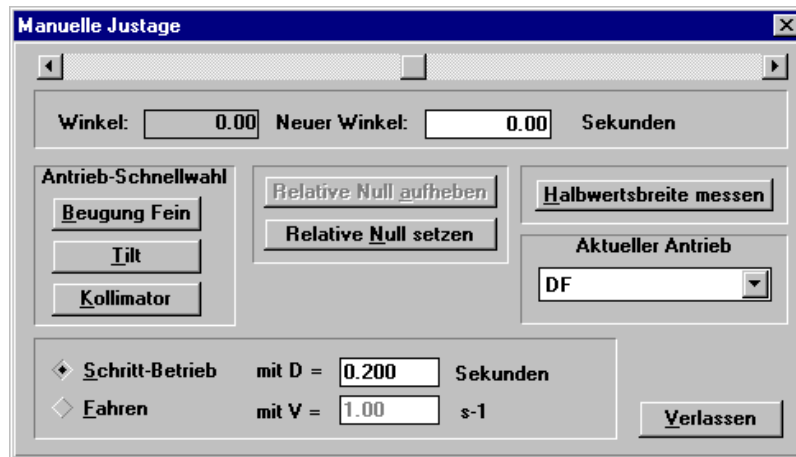 Manuelle Justage
Winkel: 0.00 Neuer Winkel: 0.00 Sekunden
Antrieb-Schnellwahl
Beugung Fein
Tilt
Kollimator
Relative Null aufheben
Relative Null setzen
Halbwertsbreite messen
Aktueller Antrieb
DF
Schritt-Betrieb mit D = 0.200 Sekunden
Fahren mit V = 1.00 s-1
Verlassen